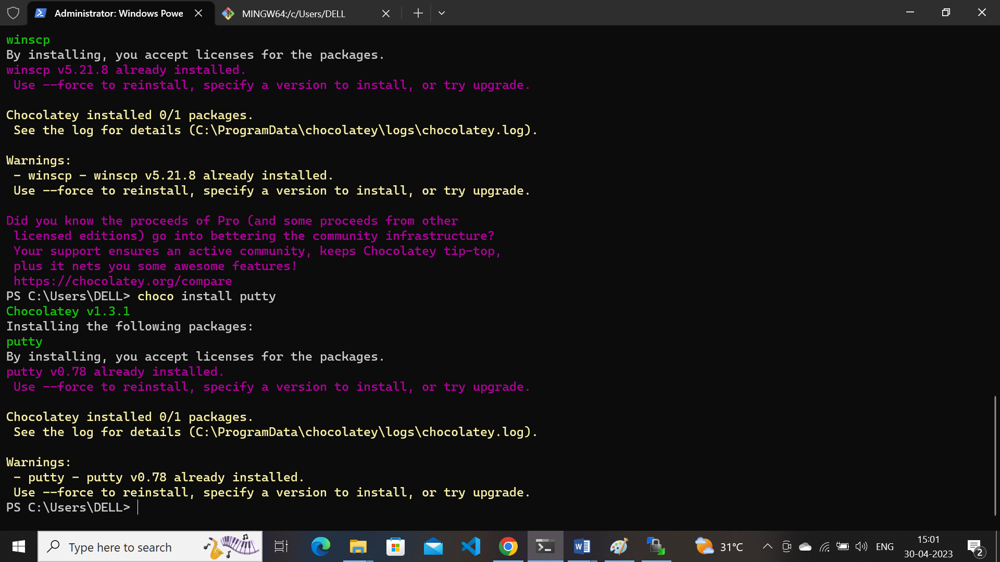 Administrator: Windows Powe
MINGW64:/c/Users/DELL
winscp
By installing, you accept licenses for the packages.
winscp v5.21.8 already installed.
Use --force to reinstall, specify a version to install, or try upgrade.
Chocolatey installed 0/1 packages.
See the log for details (C:\ProgramData\chocolatey\logs\chocolatey.log).
Warnings:
- winscp - winscp v5.21.8 already installed.
Use --force to reinstall, specify a version to install, or try upgrade.
Did you know the proceeds of Pro (and some proceeds from other
licensed editions) go into bettering the community infrastructure?
Your support ensures an active community, keeps Chocolatey tip-top,
plus it nets you some awesome features!
https://chocolatey.org/compare
PS C:\Users\DELL> choco install putty
Chocolatey v1.3.1
Installing the following packages:
putty
By installing, you accept licenses for the packages.
putty v0.78 already installed.
Use --force to reinstall, specify a version to install, or try upgrade.
Chocolatey installed 0/1 packages.
See the log for details (C:\ProgramData\chocolatey\logs\chocolatey.log).
Warnings:
- putty - putty v0.78 already installed.
Use --force to reinstall, specify a version to install, or try upgrade.
PS C:\Users\DELL>
Type here to search
31°C
ENG
15:01
30-04-2023
2